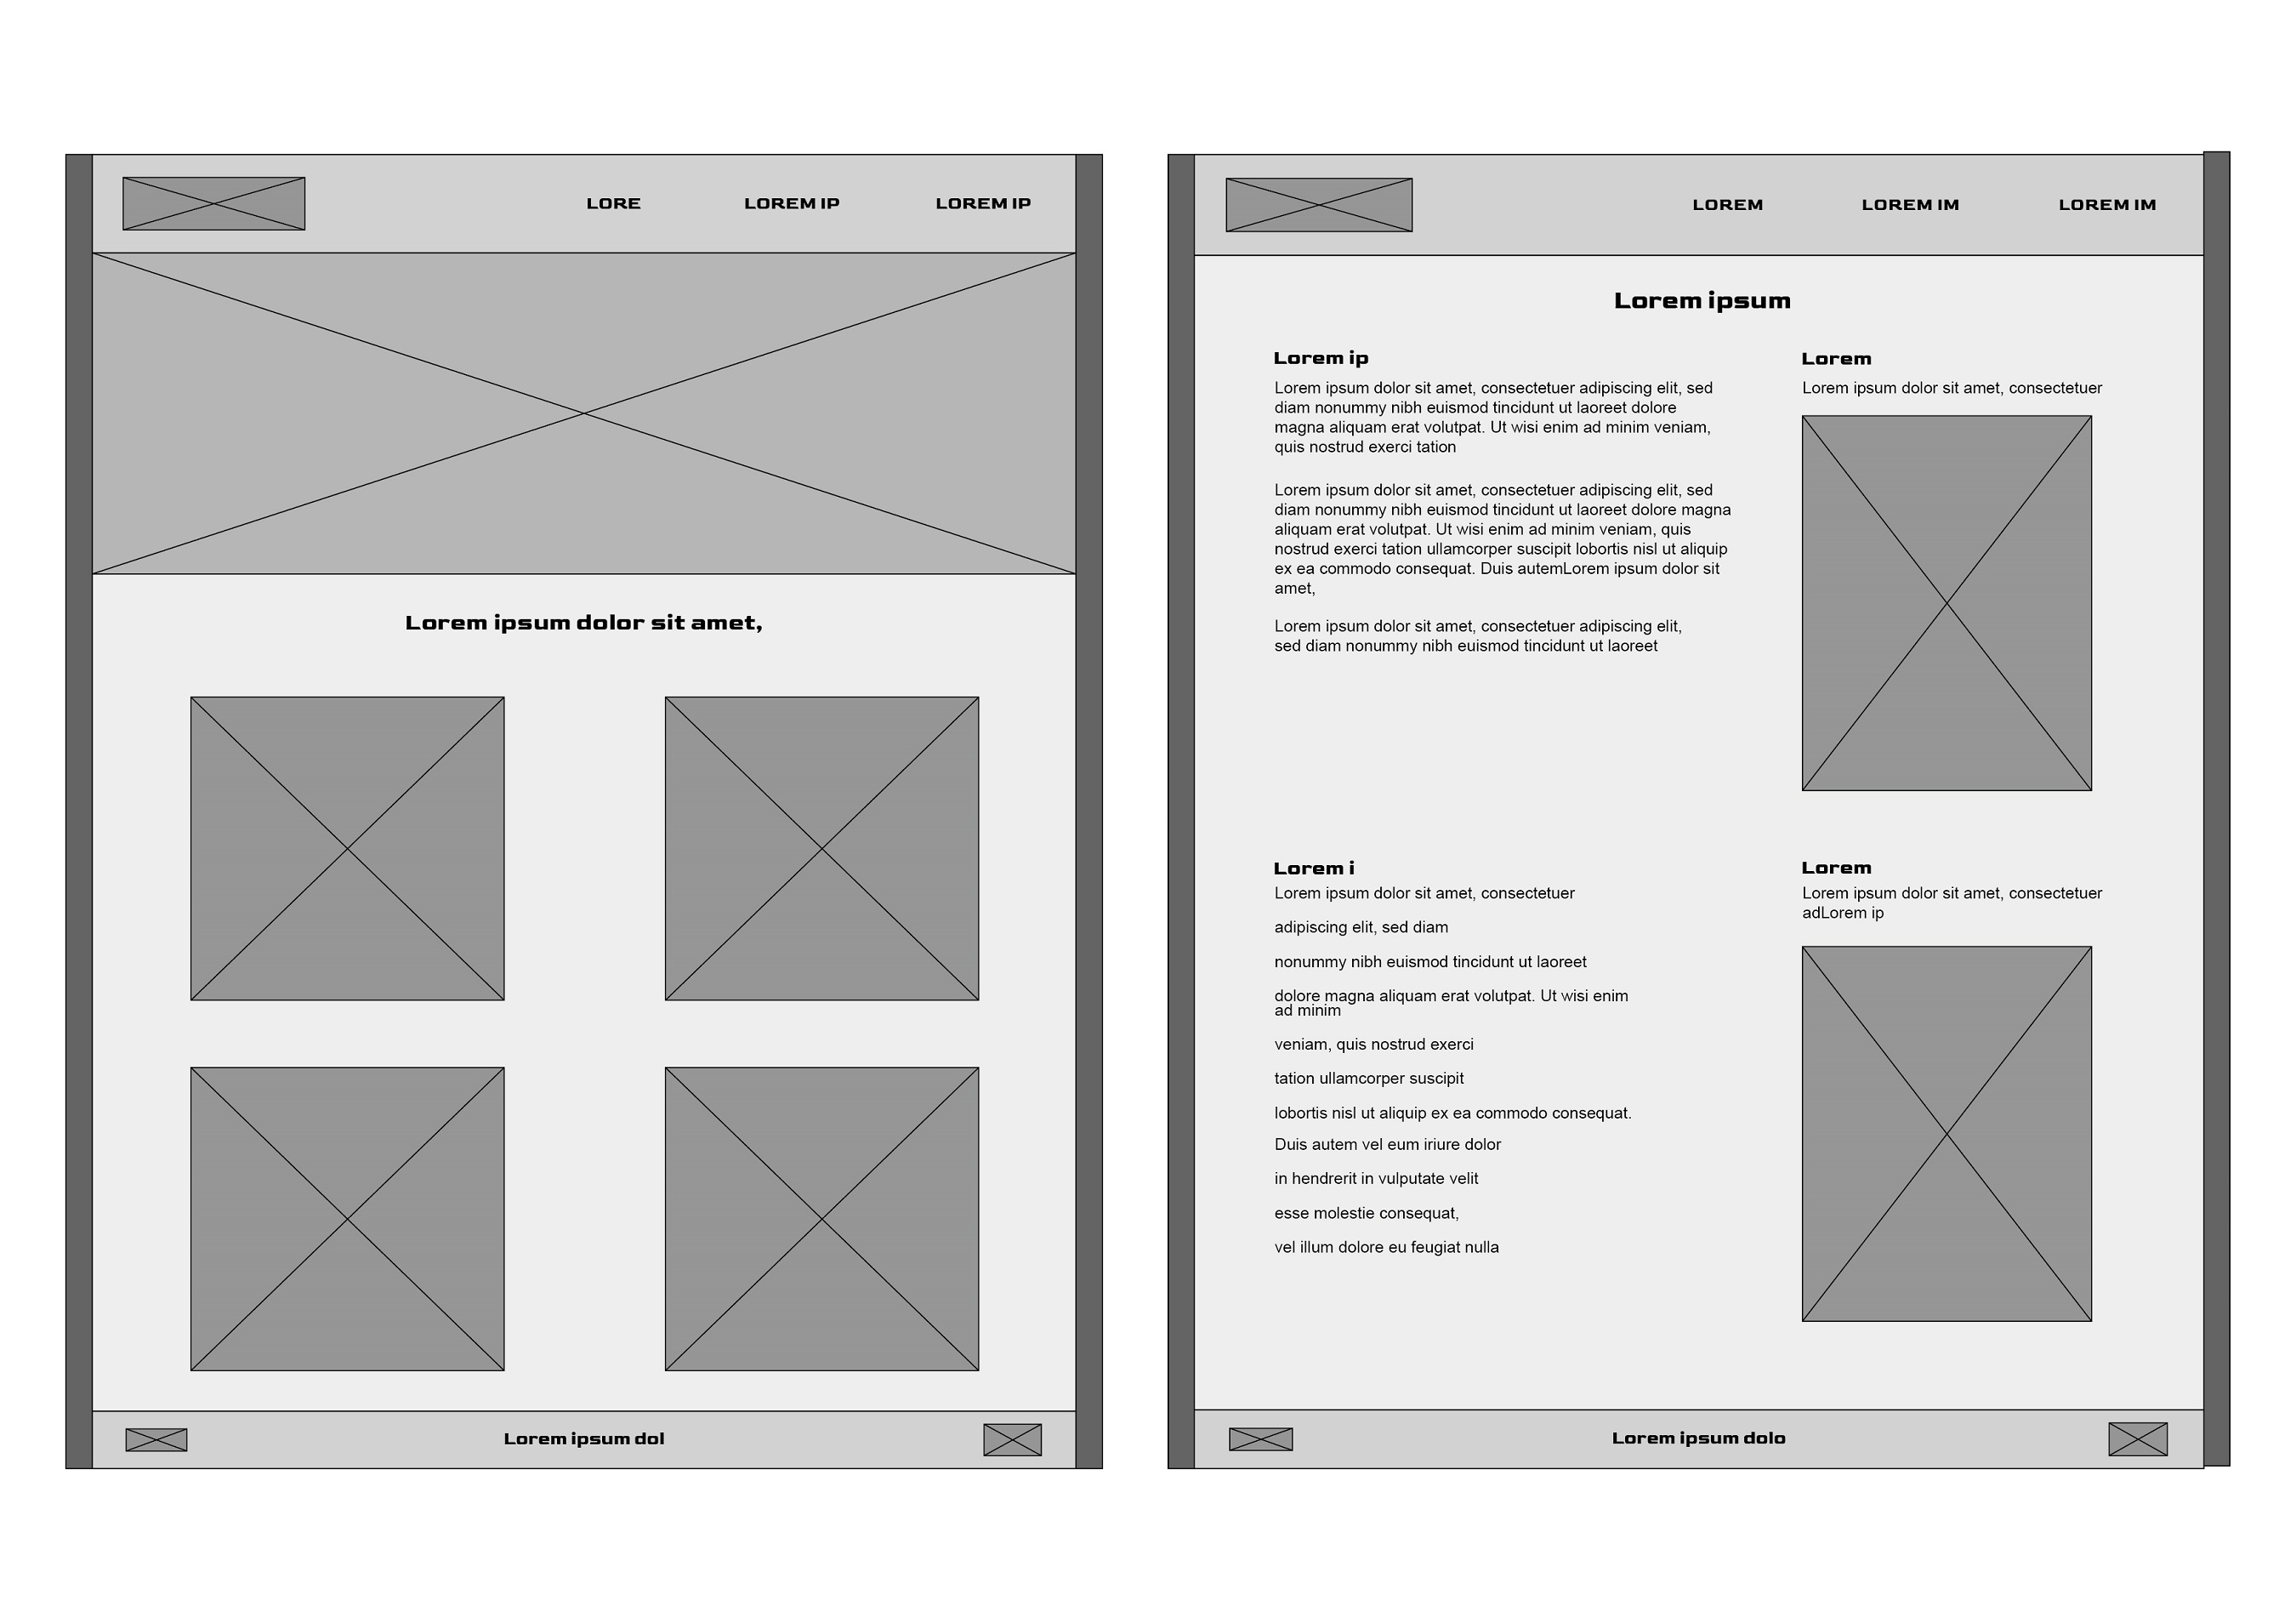 LORE
LOREM IP
LOREM IP
Lorem ipsum dolor sit amet,
Lorem ipsum dol
LOREM
LOREM IM
LOREM IM
Lorem ipsum
Lorem ip
Lorem ipsum dolor sit amet, consectetuer adipiscing elit, sed
diam nonummy nibh euismod tincidunt ut laoreet dolore
magna aliquam erat volutpat. Ut wisi enim ad minim veniam,
quis nostrud exerci tation
Lorem ipsum dolor sit amet, consectetuer adipiscing elit, sed
diam nonummy nibh euismod tincidunt ut laoreet dolore magna
aliquam erat volutpat. Ut wisi enim ad minim veniam, quis
nostrud exerci tation ullamcorper suscipit lobortis nisl ut aliquip
ex ea commodo consequat. Duis autemLorem ipsum dolor sit
amet,
Lorem ipsum dolor sit amet, consectetuer adipiscing elit,
sed diam nonummy nibh euismod tincidunt ut laoreet
Lorem
Lorem ipsum dolor sit amet, consectetuer
Lorem i
Lorem ipsum dolor sit amet, consectetuer
adipiscing elit, sed diam
nonummy nibh euismod tincidunt ut laoreet
dolore magna aliquam erat volutpat. Ut wisi enim
ad minim
veniam, quis nostrud exerci
tation ullamcorper suscipit
lobortis nisl ut aliquip ex ea commodo consequat.
Duis autem vel eum iriure dolor
in hendrerit in vulputate velit
esse molestie consequat,
vel illum dolore eu feugiat nulla
Lorem
Lorem ipsum dolor sit amet, consectetuer
adLorem ip
Lorem ipsum dolo